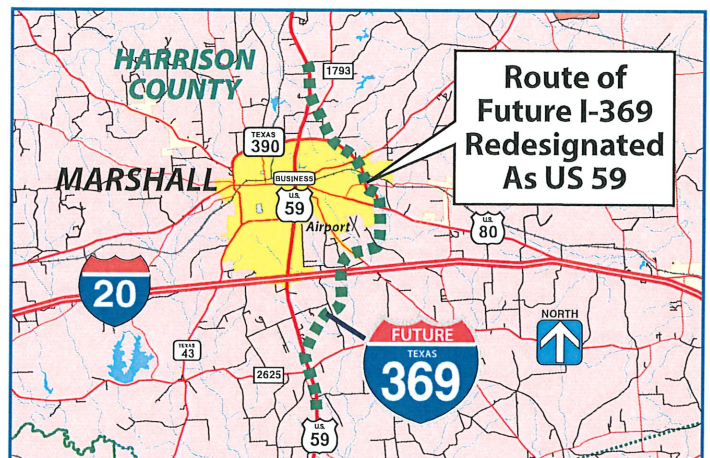 HARRISON
COUNTY
1793
Route of
Future I-369
Redesignated
As US 59
TEXAS
390
MARSHALL
BUSINESS
U.S.
59
Airport
U.S.
80
20
NORTH
FUTURE
TEXAS
369
TEXAS
43
2625
U.S.
59